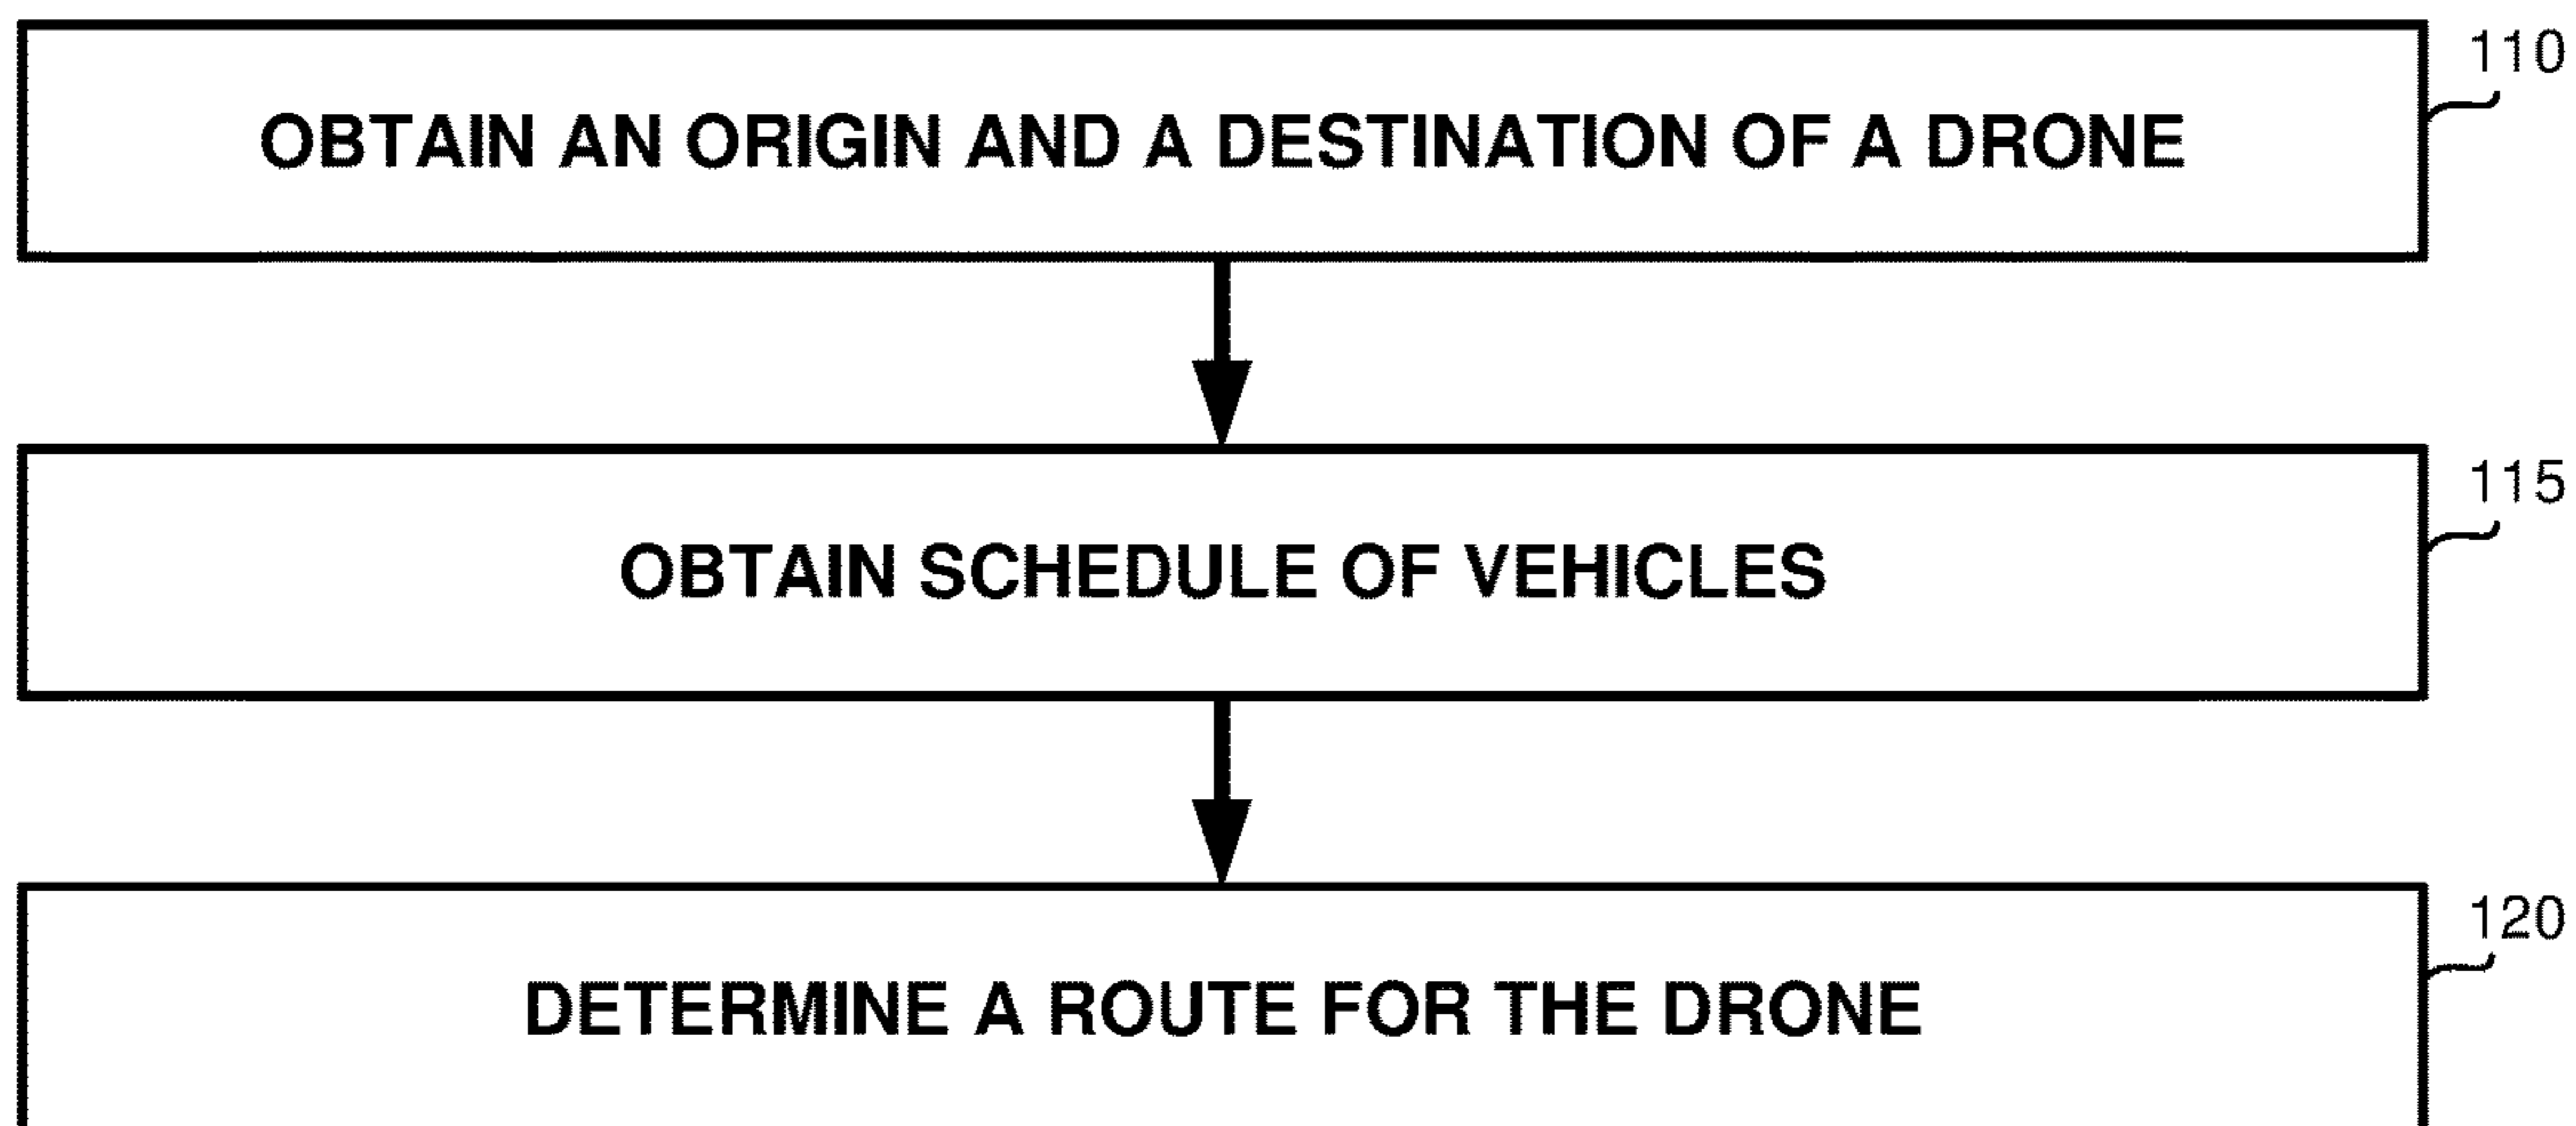 110
OBTAIN AN ORIGIN AND A DESTINATION OF A DRONE
115
OBTAIN SCHEDULE OF VEHICLES
120
DETERMINE A ROUTE FOR THE DRONE